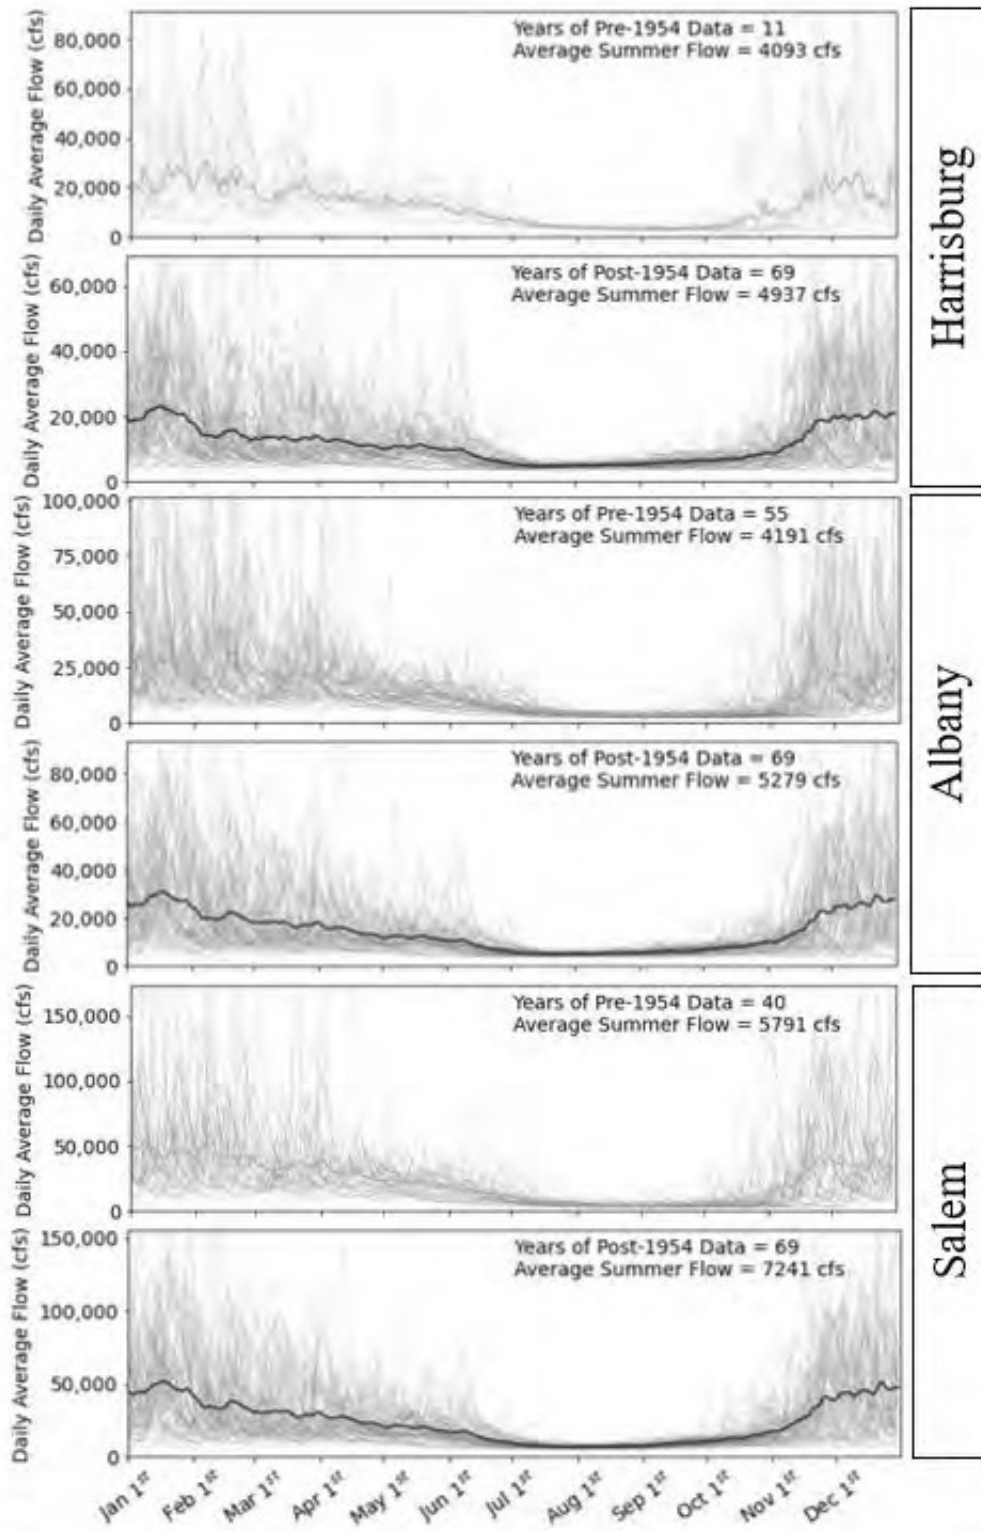 Daily Average Flow (cfs)
80,000
60,000
40,000
20,000
0
Years of Pre-1954 Data = 11
Average Summer Flow = 4093 cfs
Daily Average Flow (cfs)
60,000
40,000
20,000
0
Years of Post-1954 Data = 69
Average Summer Flow = 4937 cfs
Harrisburg
Daily Average Flow (cfs)
100,000
75,000
50,000
25,000
0
Years of Pre-1954 Data = 55
Average Summer Flow = 4191 cfs
Daily Average Flow (cfs)
80,000
60,000
40,000
20,000
0
Years of Post-1954 Data = 69
Average Summer Flow = 5279 cfs
Albany
Daily Average Flow (cfs)
150,000
100,000
50,000
0
Years of Pre-1954 Data = 40
Average Summer Flow = 5791 cfs
Daily Average Flow (cfs)
150,000
100,000
50,000
0
Years of Post-1954 Data = 69
Average Summer Flow = 7241 cfs
Salem
Jan 1st
Feb 1st
Mar 1st
Apr 1st
May 1st
Jun 1st
Jul 1st
Aug 1st
Sep 1st
Oct 1st
Nov 1st
Dec 1st